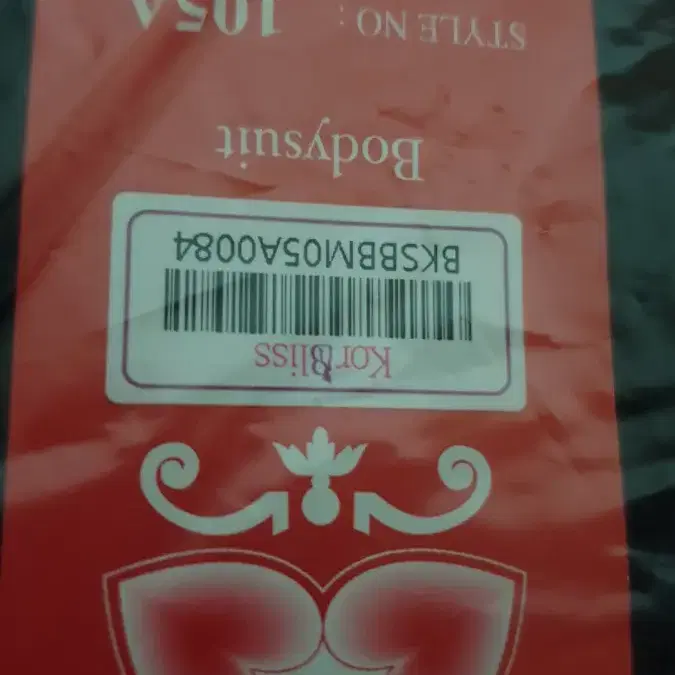 KorBliss
BKSBBM05A0084
Bodysuit
STYLE NO : 105A